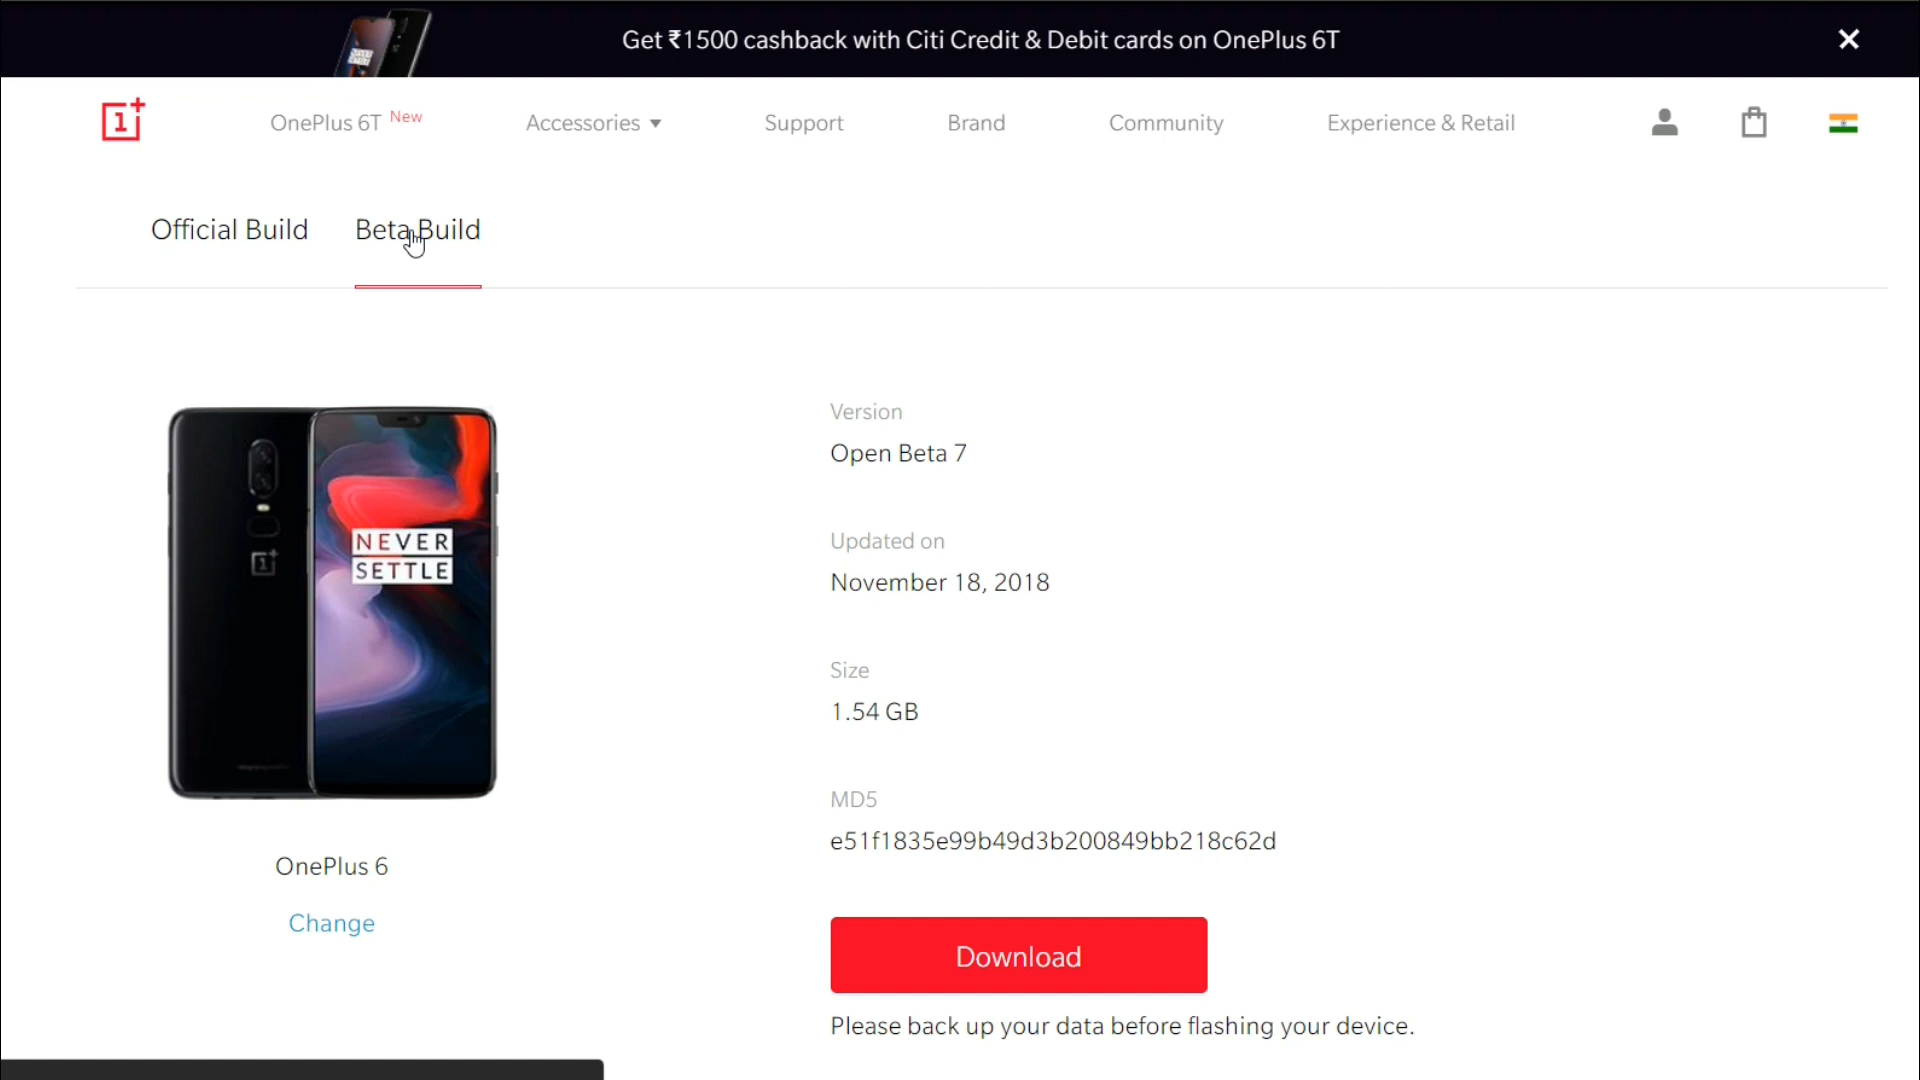 Get ₹1500 cashback with Citi Credit & Debit cards on OnePlus 6T
OnePlus 6T New
Accessories
Support
Brand
Community
Experience & Retail
Official Build
Beta Build
NEVER
SETTLE
Version
Open Beta 7
Updated on
November 18, 2018
Size
1.54 GB
MD5
e51f1835e99b49d3b200849bb218c62d
OnePlus 6
Change
Download
Please back up your data before flashing your device.